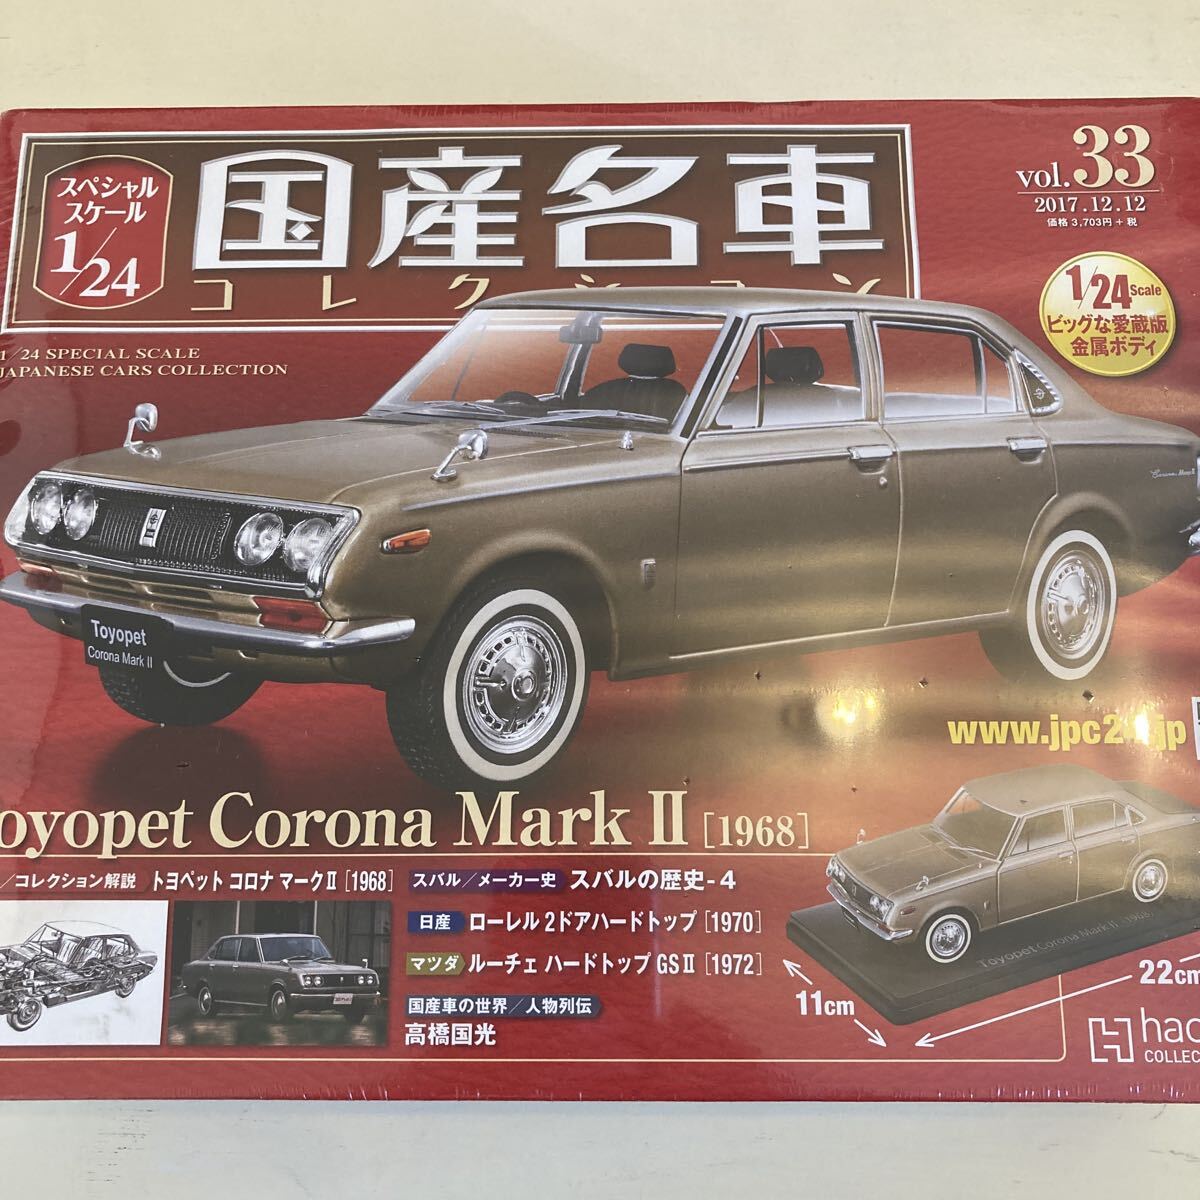 スペシャル
スケール
1/24
国産名車
コレクション
vol.33
2017.12.12
価格 3,703円+税
1/24 Scale
ビッグな愛蔵版
金属ボディ
1/24 SPECIAL SCALE
JAPANESE CARS COLLECTION
Corona Mark II
Toyopet
Corona Mark II
www.jpc24.jp
oyopet Corona Mark II [1968]
/コレクション解説 トヨペット コロナ マークⅡ [1968]
スバル/メーカー史 スバルの歴史-4
日産 ローレル 2ドアハードトップ [1970]
マツダ ルーチェ ハードトップ GSⅡ [1972]
国産車の世界/人物列伝
高橋国光
Toyopet Corona Mark II [1968]
11cm
22cm
hac
COLLEC